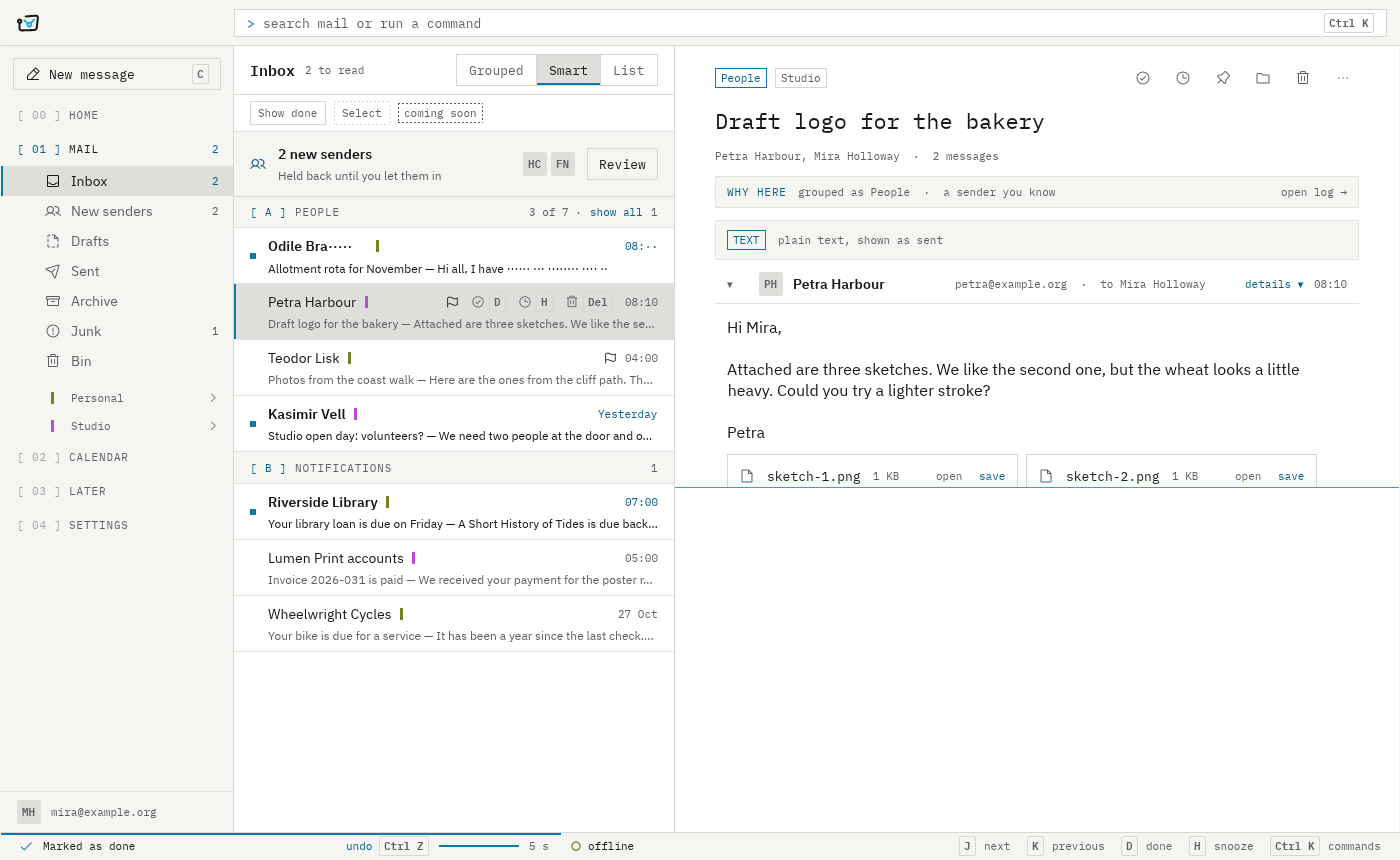 > search mail or run a command Ctrl K
New message C
[ 00 ] HOME
[ 01 ] MAIL 2
Inbox 2
New senders 2
Drafts
Sent
Archive
Junk 1
Bin
Personal
Studio
[ 02 ] CALENDAR
[ 03 ] LATER
[ 04 ] SETTINGS
MH mira@example.org
Inbox 2 to read Grouped Smart List
Show done Select coming soon
2 new senders
Held back until you let them in
HC FN Review
[ A ] PEOPLE 3 of 7 · show all 1
Odile Bra
08:
Allotment rota for November — Hi all, I have
Petra Harbour D H Del 08:10
Draft logo for the bakery — Attached are three sketches. We like the se…
Teodor Lisk 04:00
Photos from the coast walk — Here are the ones from the cliff path. Th…
Kasimir Vell Yesterday
Studio open day: volunteers? — We need two people at the door and o…
[ B ] NOTIFICATIONS 1
Riverside Library 07:00
Your library loan is due on Friday — A Short History of Tides is due back…
Lumen Print accounts 05:00
Invoice 2026-031 is paid — We received your payment for the poster r…
Wheelwright Cycles 27 Oct
Your bike is due for a service — It has been a year since the last check.…
People Studio
Draft logo for the bakery
Petra Harbour, Mira Holloway · 2 messages
WHY HERE grouped as People · a sender you know open log →
TEXT plain text, shown as sent
▾ PH Petra Harbour petra@example.org · to Mira Holloway details ▾ 08:10
Hi Mira,
Attached are three sketches. We like the second one, but the wheat looks a little
heavy. Could you try a lighter stroke?
Petra
sketch-1.png 1 KB open save
sketch-2.png 1 KB open save
Marked as done undo Ctrl Z 5 s offline
J next K previous D done H snooze Ctrl K commands